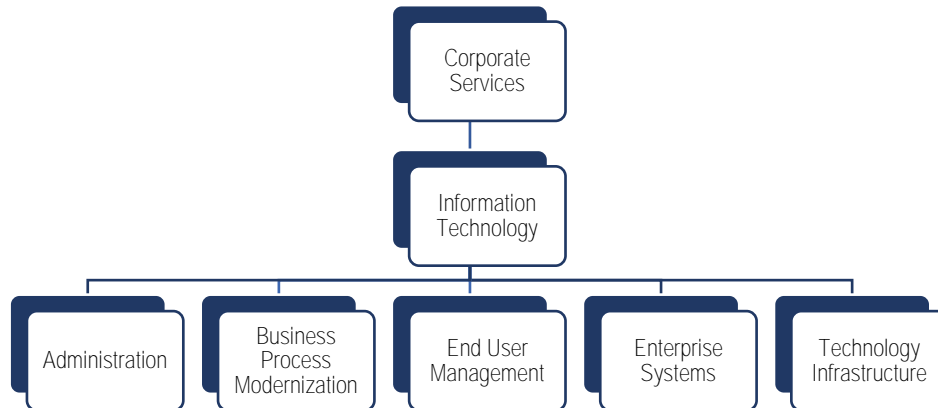 Corporate
Services
Information
Technology
Administration
Business
Process
Modernization
End User
Management
Enterprise
Systems
Technology
Infrastructure